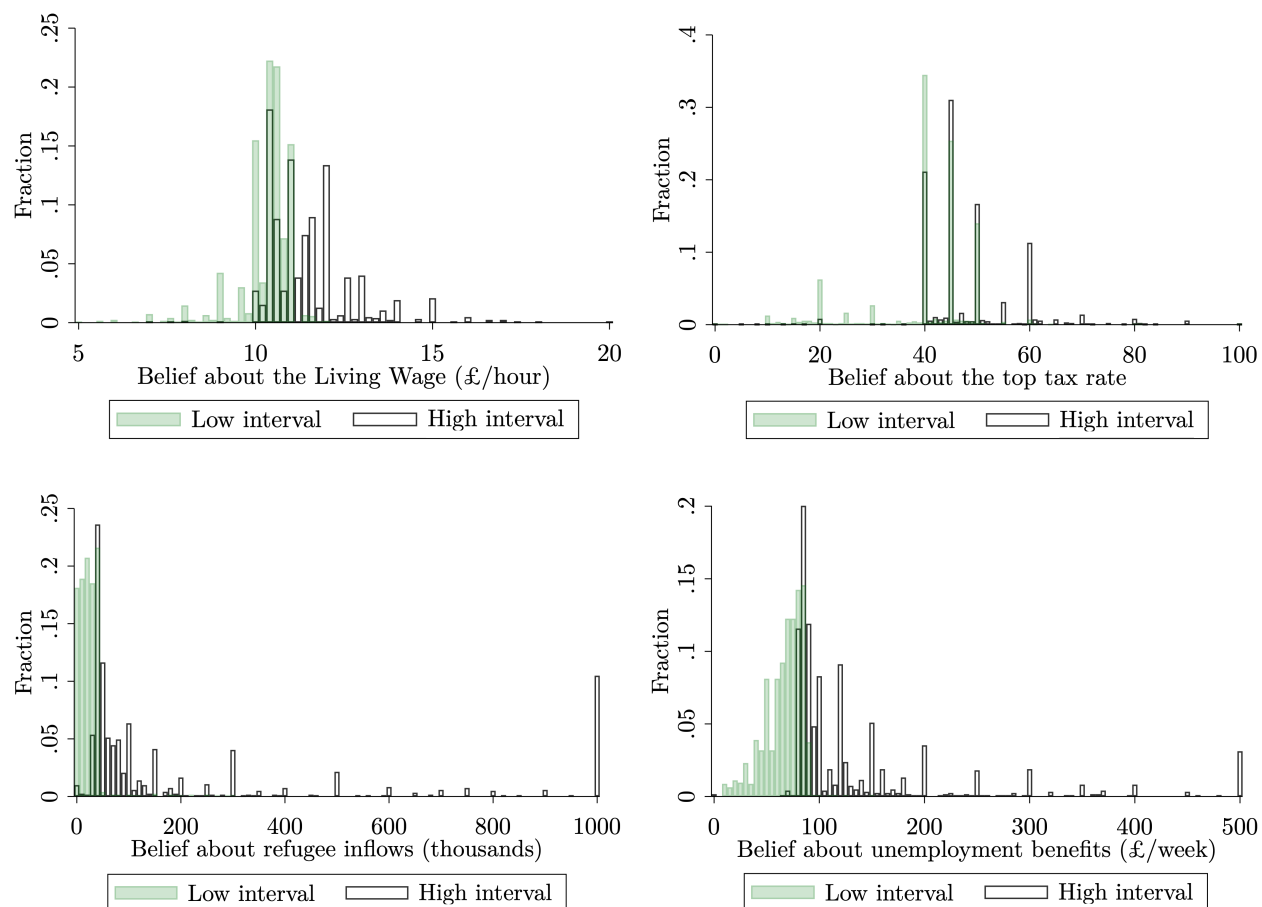 Fraction
0 .05 .1 .15 .2 .25
5 10 15 20
Belief about the Living Wage (£/hour)
Low interval High interval
Fraction
0 .1 .2 .3 .4
0 20 40 60 80 100
Belief about the top tax rate
Low interval High interval
Fraction
0 .05 .1 .15 .2 .25
0 200 400 600 800 1000
Belief about refugee inflows (thousands)
Low interval High interval
Fraction
0 .05 .1 .15 .2
0 100 200 300 400 500
Belief about unemployment benefits (£/week)
Low interval High interval